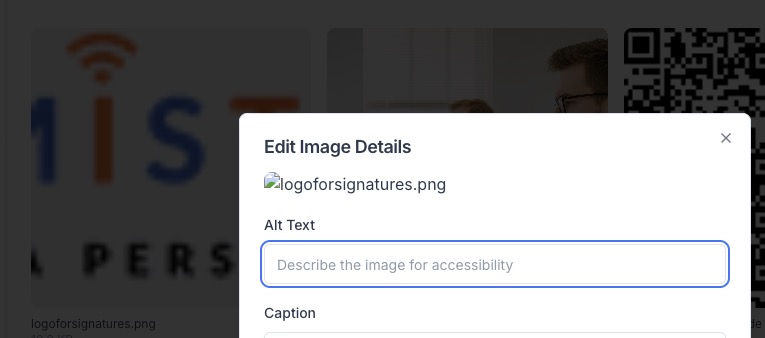 MIST
A PERS
Edit Image Details
logoforsignatures.png
Alt Text
Describe the image for accessibility
Caption
logoforsignatures.png